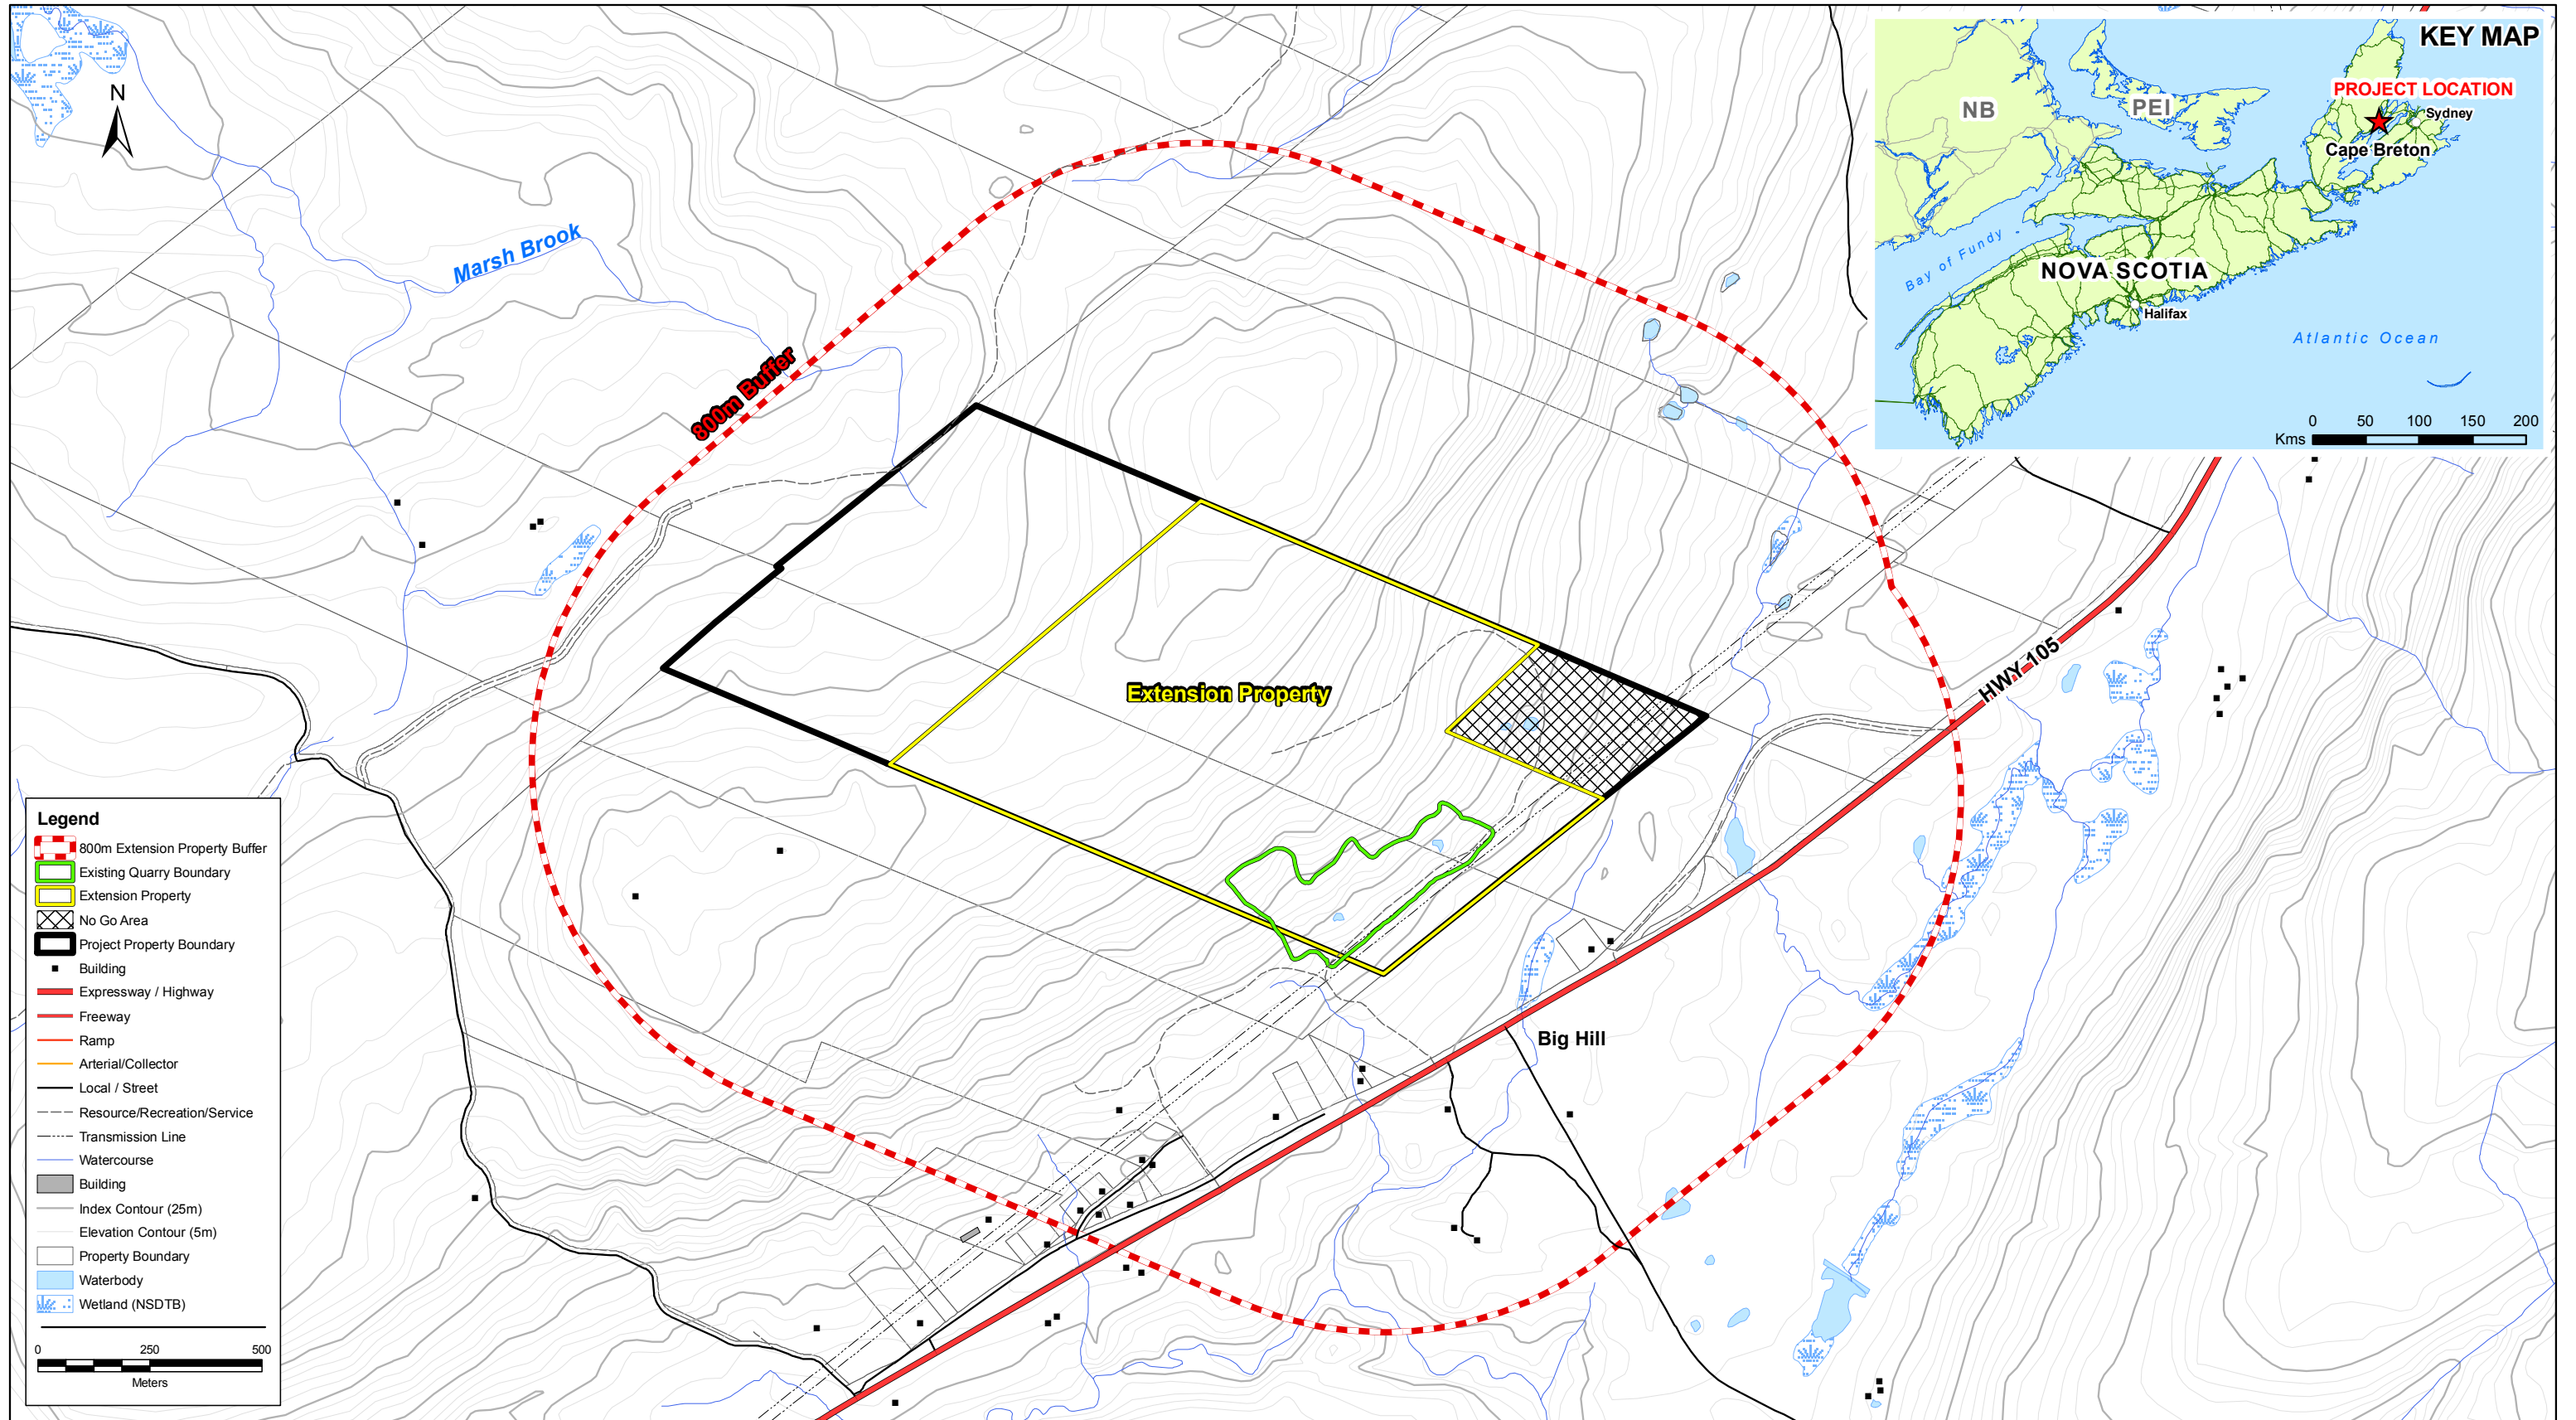 KEY MAP
PROJECT LOCATION
NB
PEI
Sydney
Cape Breton
Bay of Fundy
NOVA SCOTIA
Halifax
Atlantic Ocean
0 50 100 150 200
Kms
N
Marsh Brook
800m Buffer
Extension Property
HWY 105
Big Hill
Legend
800m Extension Property Buffer
Existing Quarry Boundary
Extension Property
No Go Area
Project Property Boundary
Building
Expressway / Highway
Freeway
Ramp
Arterial/Collector
Local / Street
Resource/Recreation/Service
Transmission Line
Watercourse
Building
Index Contour (25m)
Elevation Contour (5m)
Property Boundary
Waterbody
Wetland (NSDTB)
0 250 500
Meters